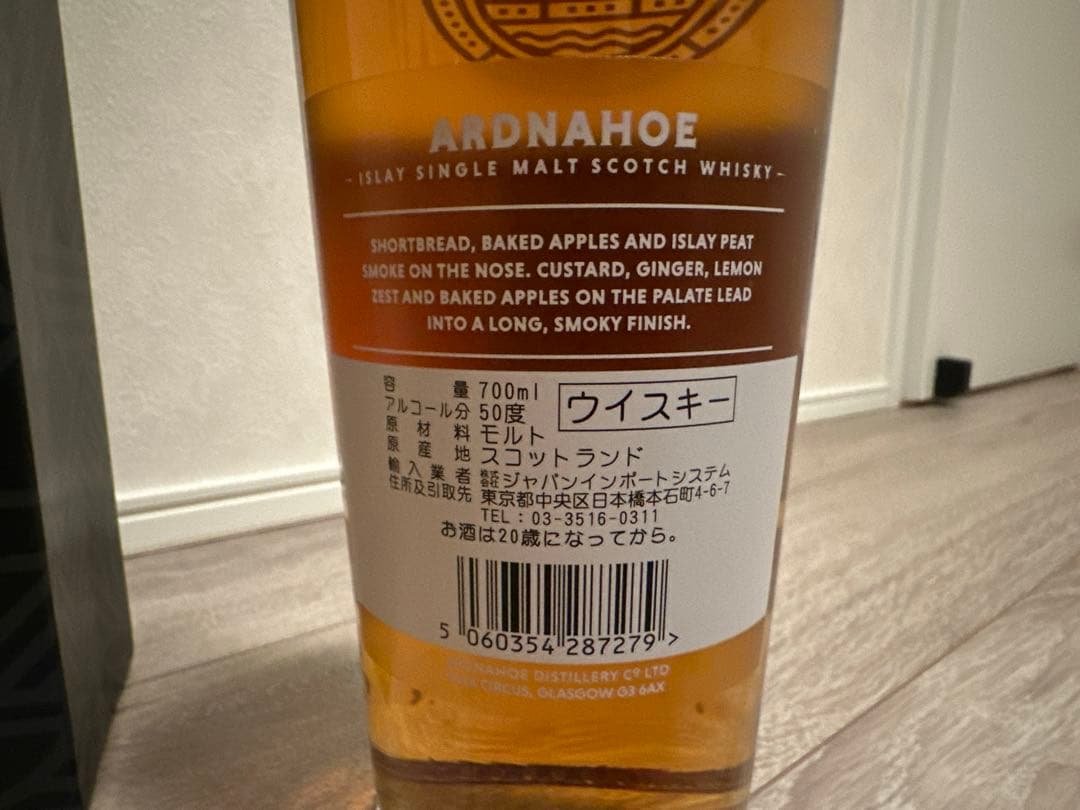 ARDNAHOE
- ISLAY SINGLE MALT SCOTCH WHISKY -
SHORTBREAD, BAKED APPLES AND ISLAY PEAT
SMOKE ON THE NOSE. CUSTARD, GINGER, LEMON
ZEST AND BAKED APPLES ON THE PALATE LEAD
INTO A LONG, SMOKY FINISH.
容量 700ml
アルコール分 50度
ウイスキー
原材料 モルト
原産地 スコットランド
輸入業者 株式会社ジャパンインポートシステム
住所及引取先 東京都中央区日本橋本石町4-6-7
TEL：03-3516-0311
お酒は20歳になってから。
5 060354 287279 >
ARDNAHOE DISTILLERY Cº LTD
CIRCUS, GLASGOW G3 6AX